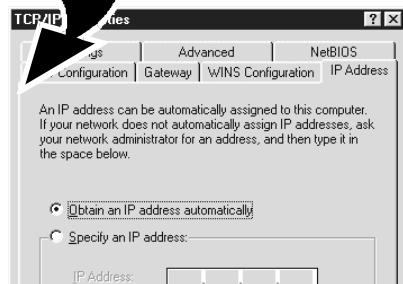 TCP/IP
Advanced NetBIOS
Configuration Gateway WINS Configuration IP Address
An IP address can be automatically assigned to this computer.
If your network does not automatically assign IP addresses, ask
your network administrator for an address, and then type it in
the space below.
Obtain an IP address automatically
Specify an IP address:
IP Address: